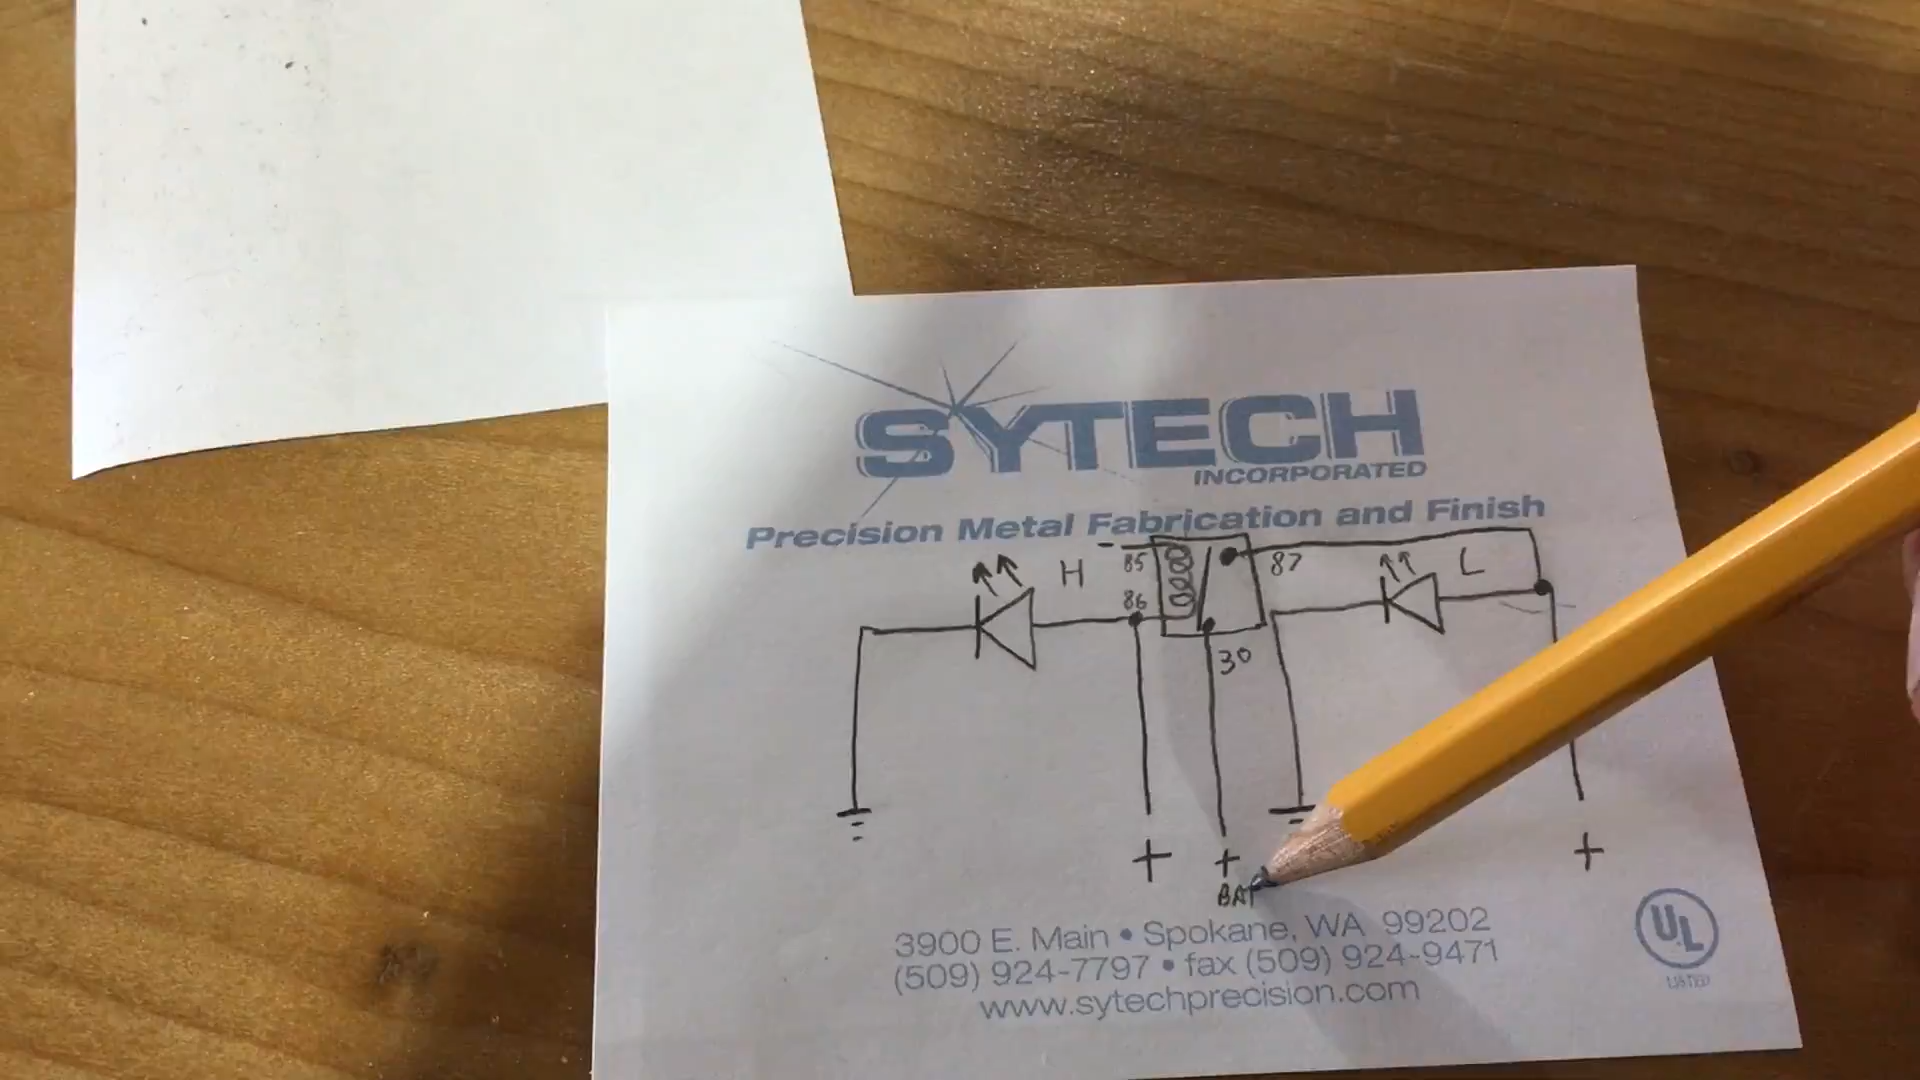 SYTECH
INCORPORATED
Precision Metal Fabrication and Finish
H
85
87
L
86
30
+
+
+
BAT
3900 E. Main • Spokane, WA 99202
(509) 924-7797 • fax (509) 924-9471
www.sytechprecision.com
UL
LISTED